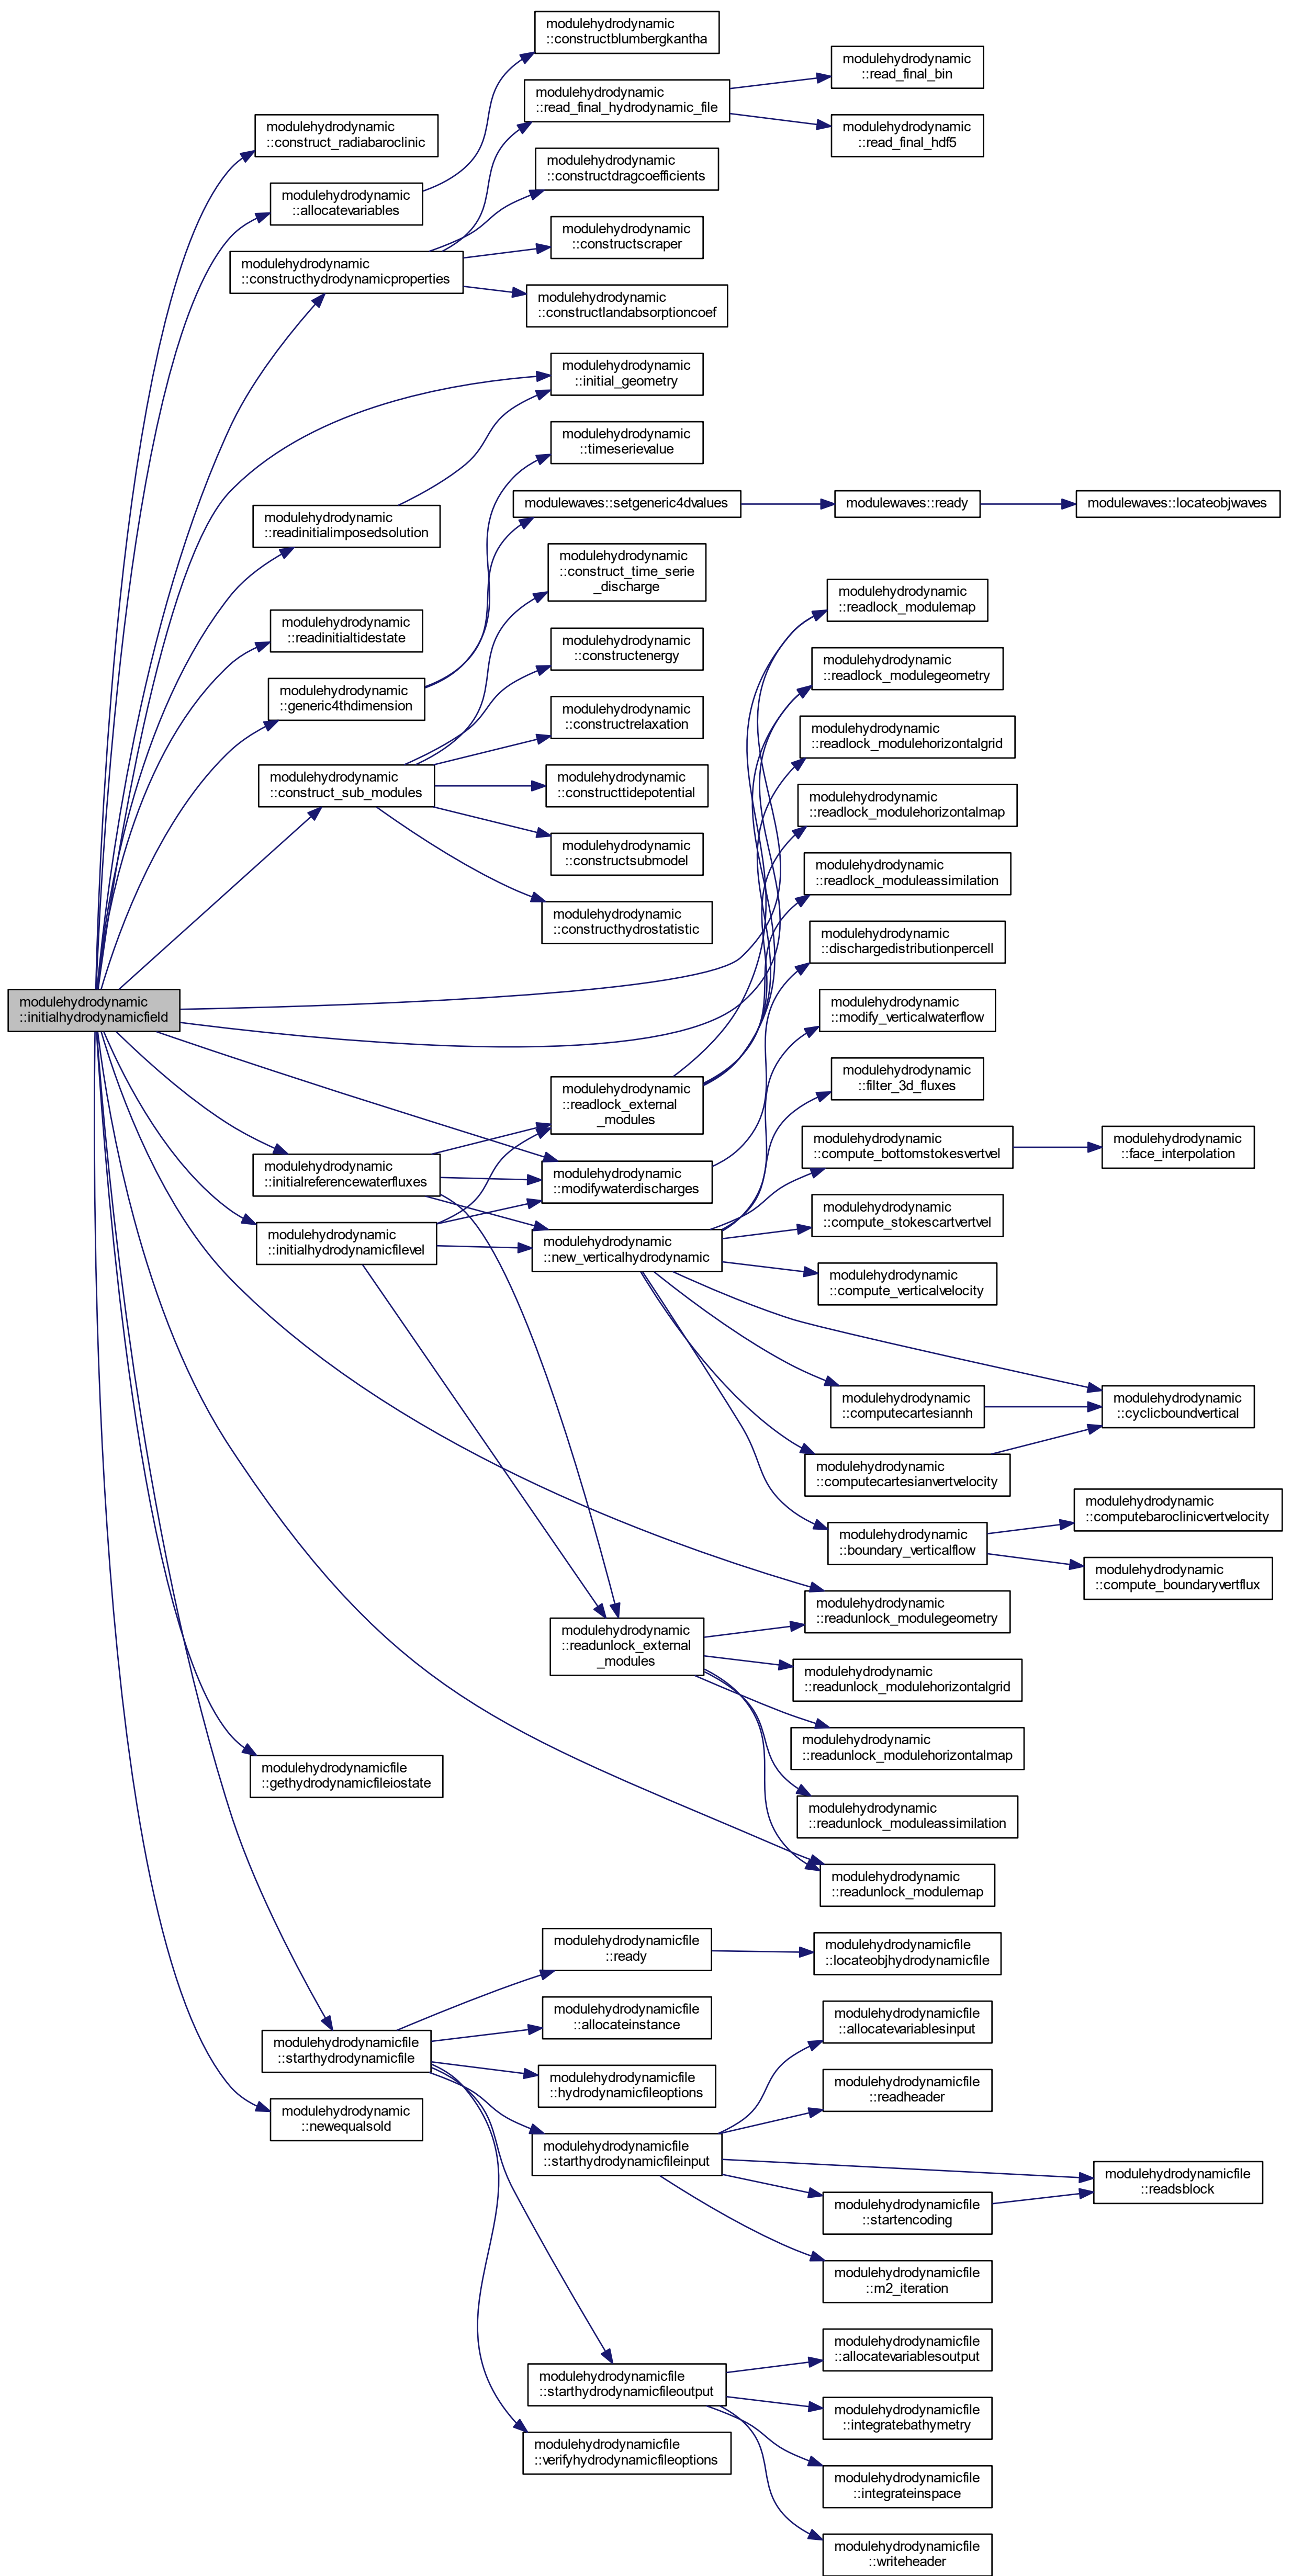 modulehydrodynamic
::constructblumbergkantha
modulehydrodynamic
::read_final_bin
modulehydrodynamic
::read_final_hydrodynamic_file
modulehydrodynamic
::construct_radiabaroclinic
modulehydrodynamic
::read_final_hdf5
modulehydrodynamic
::constructdragcoefficients
modulehydrodynamic
::allocatevariables
modulehydrodynamic
::constructscraper
modulehydrodynamic
::constructhydrodynamicproperties
modulehydrodynamic
::constructlandabsorptioncoef
modulehydrodynamic
::initial_geometry
modulehydrodynamic
::timeserievalue
modulewaves::setgeneric4dvalues
modulewaves::ready
modulewaves::locateobjwaves
modulehydrodynamic
::readinitialimposedsolution
modulehydrodynamic
::construct_time_serie
_discharge
modulehydrodynamic
::readlock_modulemap
modulehydrodynamic
::readinitialtidestate
modulehydrodynamic
::constructenergy
modulehydrodynamic
::readlock_modulegeometry
modulehydrodynamic
::generic4thdimension
modulehydrodynamic
::constructrelaxation
modulehydrodynamic
::readlock_modulehorizontalgrid
modulehydrodynamic
::construct_sub_modules
modulehydrodynamic
::constructtidepotential
modulehydrodynamic
::readlock_modulehorizontalmap
modulehydrodynamic
::constructsubmodel
modulehydrodynamic
::readlock_moduleassimilation
modulehydrodynamic
::constructhydrostatistic
modulehydrodynamic
::dischargedistributionpercell
modulehydrodynamic
::initialhydrodynamicfield
modulehydrodynamic
::modify_verticalwaterflow
modulehydrodynamic
::filter_3d_fluxes
modulehydrodynamic
::readlock_external
_modules
modulehydrodynamic
::compute_bottomstokesvertvel
modulehydrodynamic
::face_interpolation
modulehydrodynamic
::initialreferencewaterfluxes
modulehydrodynamic
::modifywaterdischarges
modulehydrodynamic
::compute_stokescartvertvel
modulehydrodynamic
::initialhydrodynamicfilevel
modulehydrodynamic
::new_verticalhydrodynamic
modulehydrodynamic
::compute_verticalvelocity
modulehydrodynamic
::computecartesiannh
modulehydrodynamic
::cyclicboundvertical
modulehydrodynamic
::computecartesianvertvelocity
modulehydrodynamic
::computebaroclinicvertvelocity
modulehydrodynamic
::boundary_verticalflow
modulehydrodynamic
::compute_boundaryvertflux
modulehydrodynamic
::readunlock_modulegeometry
modulehydrodynamic
::readunlock_external
_modules
modulehydrodynamic
::readunlock_modulehorizontalgrid
modulehydrodynamic
::readunlock_modulehorizontalmap
modulehydrodynamicfile
::gethydrodynamicfileiostate
modulehydrodynamic
::readunlock_moduleassimilation
modulehydrodynamic
::readunlock_modulemap
modulehydrodynamicfile
::ready
modulehydrodynamicfile
::locateobjhydrodynamicfile
modulehydrodynamicfile
::allocateinstance
modulehydrodynamicfile
::allocatevariablesinput
modulehydrodynamicfile
::starthydrodynamicfile
modulehydrodynamicfile
::hydrodynamicfileoptions
modulehydrodynamicfile
::readheader
modulehydrodynamic
::newequalsold
modulehydrodynamicfile
::starthydrodynamicfileinput
modulehydrodynamicfile
::readsblock
modulehydrodynamicfile
::startencoding
modulehydrodynamicfile
::m2_iteration
modulehydrodynamicfile
::allocatevariablesoutput
modulehydrodynamicfile
::starthydrodynamicfileoutput
modulehydrodynamicfile
::integratebathymetry
modulehydrodynamicfile
::verifyhydrodynamicfileoptions
modulehydrodynamicfile
::integrateinspace
modulehydrodynamicfile
::writeheader